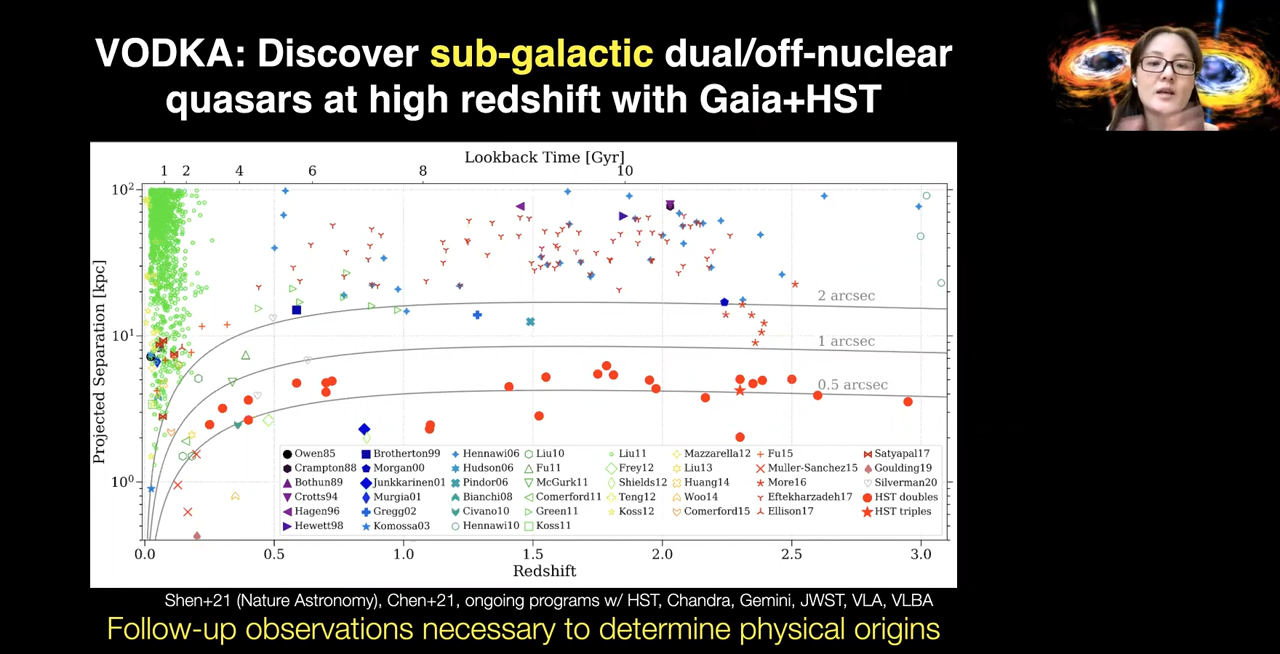 VODKA: Discover sub-galactic dual/off-nuclear
quasars at high redshift with Gaia+HST
Lookback Time [Gyr]
1 2 4 6 8 10
Projected Separation [kpc]
10²
10¹
10⁰
2 arcsec
1 arcsec
0.5 arcsec
Owen85 Brotherton99 Hennawi06 Liu10 Liu11 Mazzarella12 Fu15 Satyapal17
Crampton88 Morgan00 Hudson06 Fu11 Frey12 Liu13 Muller-Sanchez15 Goulding19
Bothun89 Junkkarinen01 Pindor06 McGurk11 Shields12 Huang14 More16 Silverman20
Crotts94 Murgia01 Bianchi08 Comerford11 Teng12 Woo14 Eftekharzadeh17 HST doubles
Hagen96 Gregg02 Civano10 Green11 Koss12 Comerford15 Ellison17 HST triples
Hewett98 Komossa03 Hennawi10 Koss11
0.0 0.5 1.0 1.5 2.0 2.5 3.0
Redshift
Shen+21 (Nature Astronomy), Chen+21, ongoing programs w/ HST, Chandra, Gemini, JWST, VLA, VLBA
Follow-up observations necessary to determine physical origins